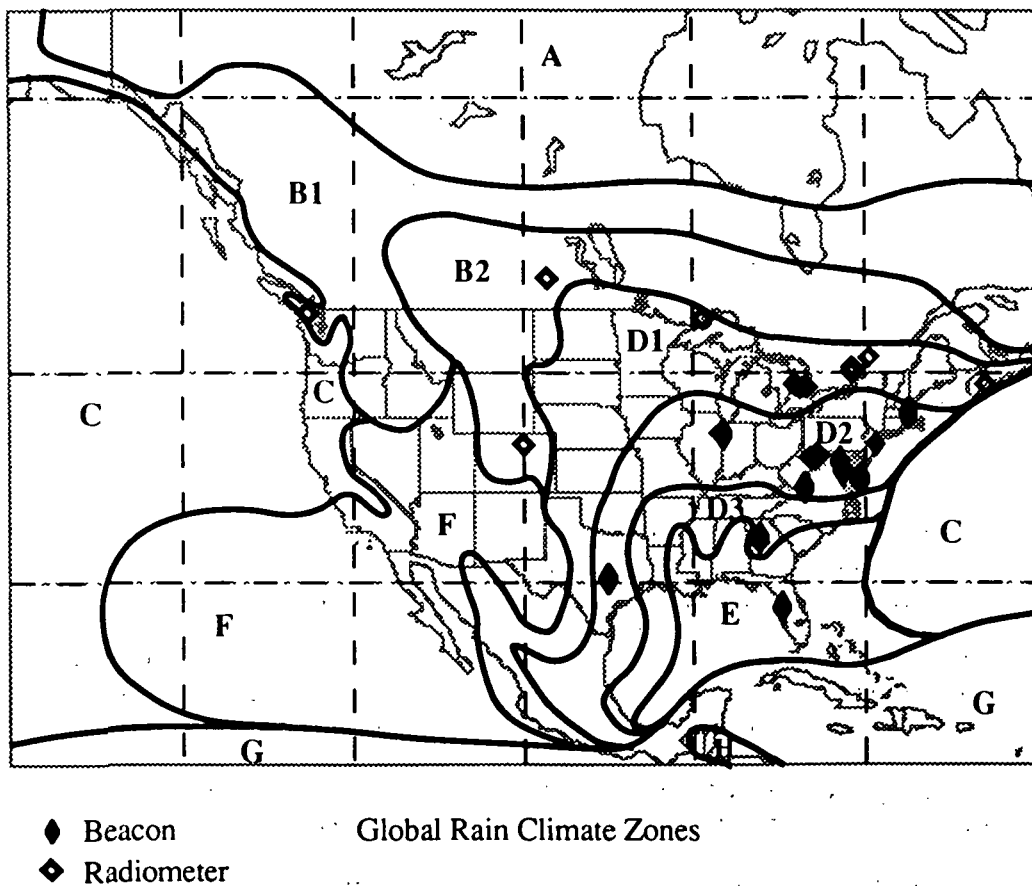 A
B1
B2
D1
C
C
D2
D3
F
C
E
F
G
G
Beacon
Global Rain Climate Zones
Radiometer